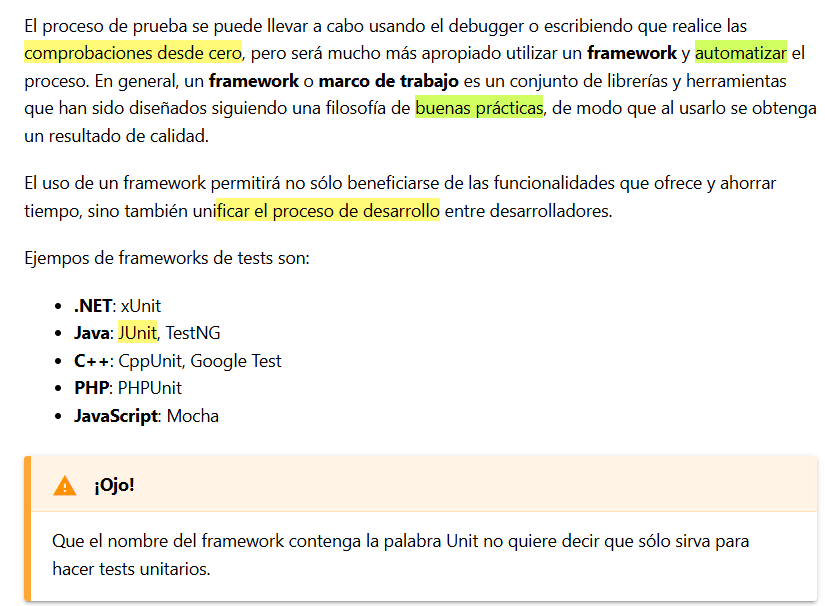 El proceso de prueba se puede llevar a cabo usando el debugger o escribiendo que realice las
comprobaciones desde cero, pero será mucho más apropiado utilizar un framework y automatizar el
proceso. En general, un framework o marco de trabajo es un conjunto de librerías y herramientas
que han sido diseñados siguiendo una filosofía de buenas prácticas, de modo que al usarlo se obtenga
un resultado de calidad.
El uso de un framework permitirá no sólo beneficiarse de las funcionalidades que ofrece y ahorrar
tiempo, sino también unificar el proceso de desarrollo entre desarrolladores.
Ejempos de frameworks de tests son:
• .NET: xUnit
• Java: JUnit, TestNG
• C++: CppUnit, Google Test
• PHP: PHPUnit
• JavaScript: Mocha
¡Ojo!
Que el nombre del framework contenga la palabra Unit no quiere decir que sólo sirva para
hacer tests unitarios.